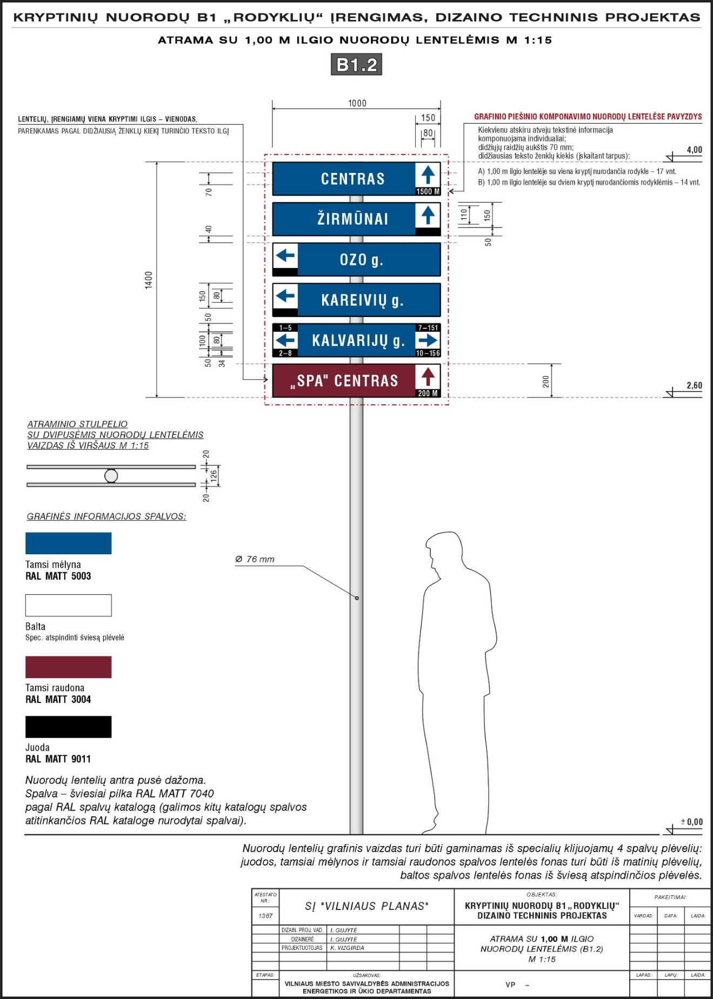 KRYPTINIŲ NUORODŲ B1 „RODYKLIŲ“ ĮRENGIMAS, DIZAINO TECHNINIS PROJEKTAS
ATRAMA SU 1,00 M ILGIO NUORODŲ LENTELĖMIS M 1:15
B1.2
LENTELIŲ, ĮRENGIAMŲ VIENA KRYPTIMI ILGIS – VIENODAS,
PARENKAMAS PAGAL DIDŽIAUSIĄ ŽENKLŲ KIEKĮ TURINČIO TEKSTO ILGĮ
1000
150
80
GRAFINIO PIEŠINIO KOMPONAVIMO NUORODŲ LENTELĖSE PAVYZDYS
Kiekvienu atskiru atveju tekstinė informacija
komponuojama individualiai;
didžiųjų raidžių aukštis 70 mm;
didžiausias teksto ženklų kiekis (įskaitant tarpus):
A) 1,00 m ilgio lentelėje su viena kryptį nurodančia rodykle – 17 vnt.
B) 1,00 m ilgio lentelėje su dviem kryptį nurodančiomis rodyklėmis – 14 vnt.
4,00
CENTRAS
1500 M
ŽIRMŪNAI
OZO g.
KAREIVIŲ g.
1–5
7–151
KALVARIJŲ g.
2–8
10–156
„SPA" CENTRAS
200 M
1400
70
40
150
80
50
100
80
50
34
110
150
50
200
2,60
ATRAMINIO STULPELIO
SU DVIPUSĖMIS NUORODŲ LENTELĖMIS
VAIZDAS IŠ VIRŠAUS M 1:15
20
126
20
GRAFINĖS INFORMACIJOS SPALVOS:
Tamsi mėlyna
RAL MATT 5003
Balta
Spec. atspindinti šviesą plėvelė
Tamsi raudona
RAL MATT 3004
Juoda
RAL MATT 9011
Ø 76 mm
Nuorodų lentelių antra pusė dažoma.
Spalva – šviesiai pilka RAL MATT 7040
pagal RAL spalvų katalogą (galimos kitų katalogų spalvos
atitinkančios RAL kataloge nurodytai spalvai).
±0,00
Nuorodų lentelių grafinis vaizdas turi būti gaminamas iš specialių klijuojamų 4 spalvų plėvelių:
juodos, tamsiai mėlynos ir tamsiai raudonos spalvos lentelės fonas turi būti iš matinių plėvelių,
baltos spalvos lentelės fonas iš šviesą atspindinčios plėvelės.
ATESTATO
NR.:
1387
SĮ "VILNIAUS PLANAS"
OBJEKTAS:
KRYPTINIŲ NUORODŲ B1 „RODYKLIŲ“
DIZAINO TECHNINIS PROJEKTAS
PAKEITIMAI:
VARDAS: DATA: LAIDA:
DIZAIN. PROJ. VAD. I. GUJYTĖ
DIZAINERĖ I. GUJYTĖ
PROJEKTUOTOJAS K. VIZGIRDA
ATRAMA SU 1,00 M ILGIO
NUORODŲ LENTELĖMIS (B1.2)
M 1:15
ETAPAS:
UŽSAKOVAS:
VILNIAUS MIESTO SAVIVALDYBĖS ADMINISTRACIJOS
ENERGETIKOS IR ŪKIO DEPARTAMENTAS
VP –
LAPAS: LAPŲ: LAIDA: